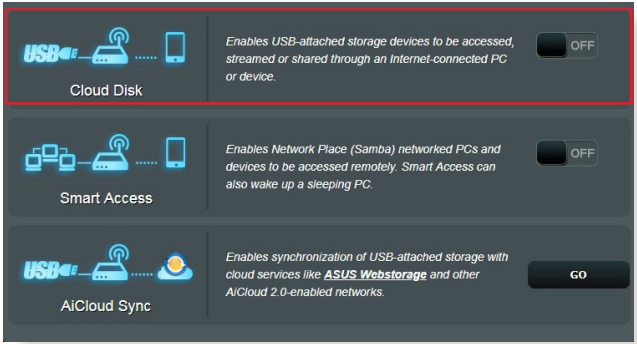 Enables USB-attached storage devices to be accessed,
USB
streamed or shared through an Internet-connected PC
OFF
or device.
Cloud Disk
Enables Network Place (Samba) networked PCs and
devices to be accessed remotely. Smart Access can
OFF
also wake up a sleeping PC.
Smart Access
Enables synchronization of USB-attached storage with
USB
cloud services like ASUS Webstorage and other
GO
AiCloud 2.0-enabled networks.
AiCloud Sync